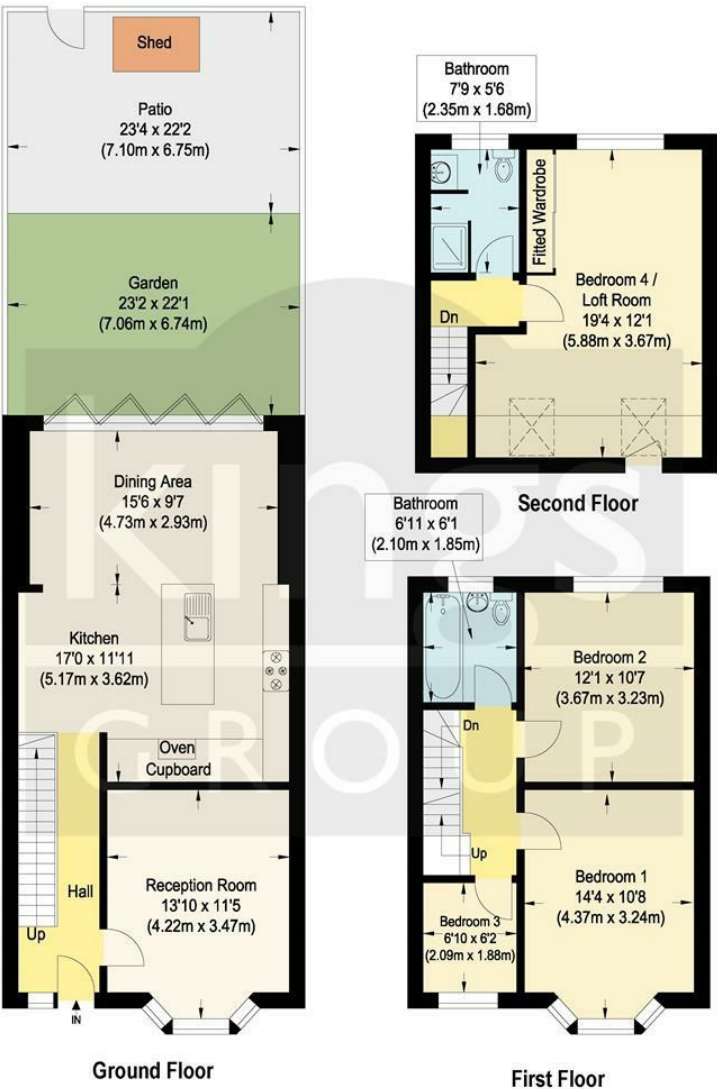 Shed
Patio
23'4 x 22'2
(7.10m x 6.75m)
Garden
23'2 x 22'1
(7.06m x 6.74m)
Dining Area
15'6 x 9'7
(4.73m x 2.93m)
Kitchen
17'0 x 11'11
(5.17m x 3.62m)
Oven
Cupboard
Hall
Up
Reception Room
13'10 x 11'5
(4.22m x 3.47m)
IN
Ground Floor
Bathroom
7'9 x 5'6
(2.35m x 1.68m)
Fitted Wardrobe
Bedroom 4 /
Loft Room
19'4 x 12'1
(5.88m x 3.67m)
Dn
Second Floor
Bathroom
6'11 x 6'1
(2.10m x 1.85m)
Bedroom 2
12'1 x 10'7
(3.67m x 3.23m)
Dn
Up
Bedroom 1
14'4 x 10'8
(4.37m x 3.24m)
Bedroom 3
6'10 x 6'2
(2.09m x 1.88m)
First Floor
kings
GROUP